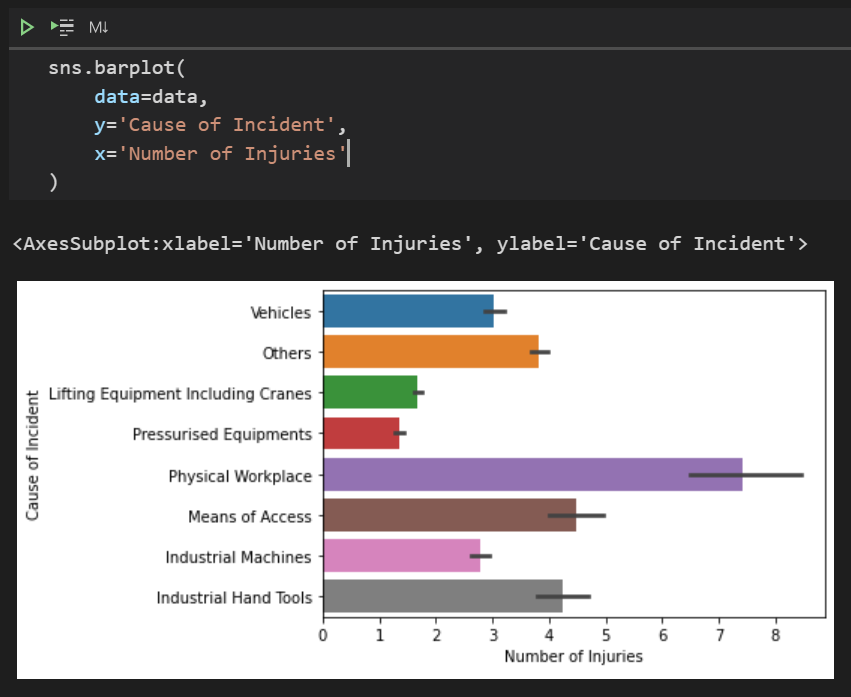 M↓
sns.barplot(
    data=data,
    y='Cause of Incident',
    x='Number of Injuries'
)
<AxesSubplot:xlabel='Number of Injuries', ylabel='Cause of Incident'>
Cause of Incident
Vehicles
Others
Lifting Equipment Including Cranes
Pressurised Equipments
Physical Workplace
Means of Access
Industrial Machines
Industrial Hand Tools
0 1 2 3 4 5 6 7 8
Number of Injuries